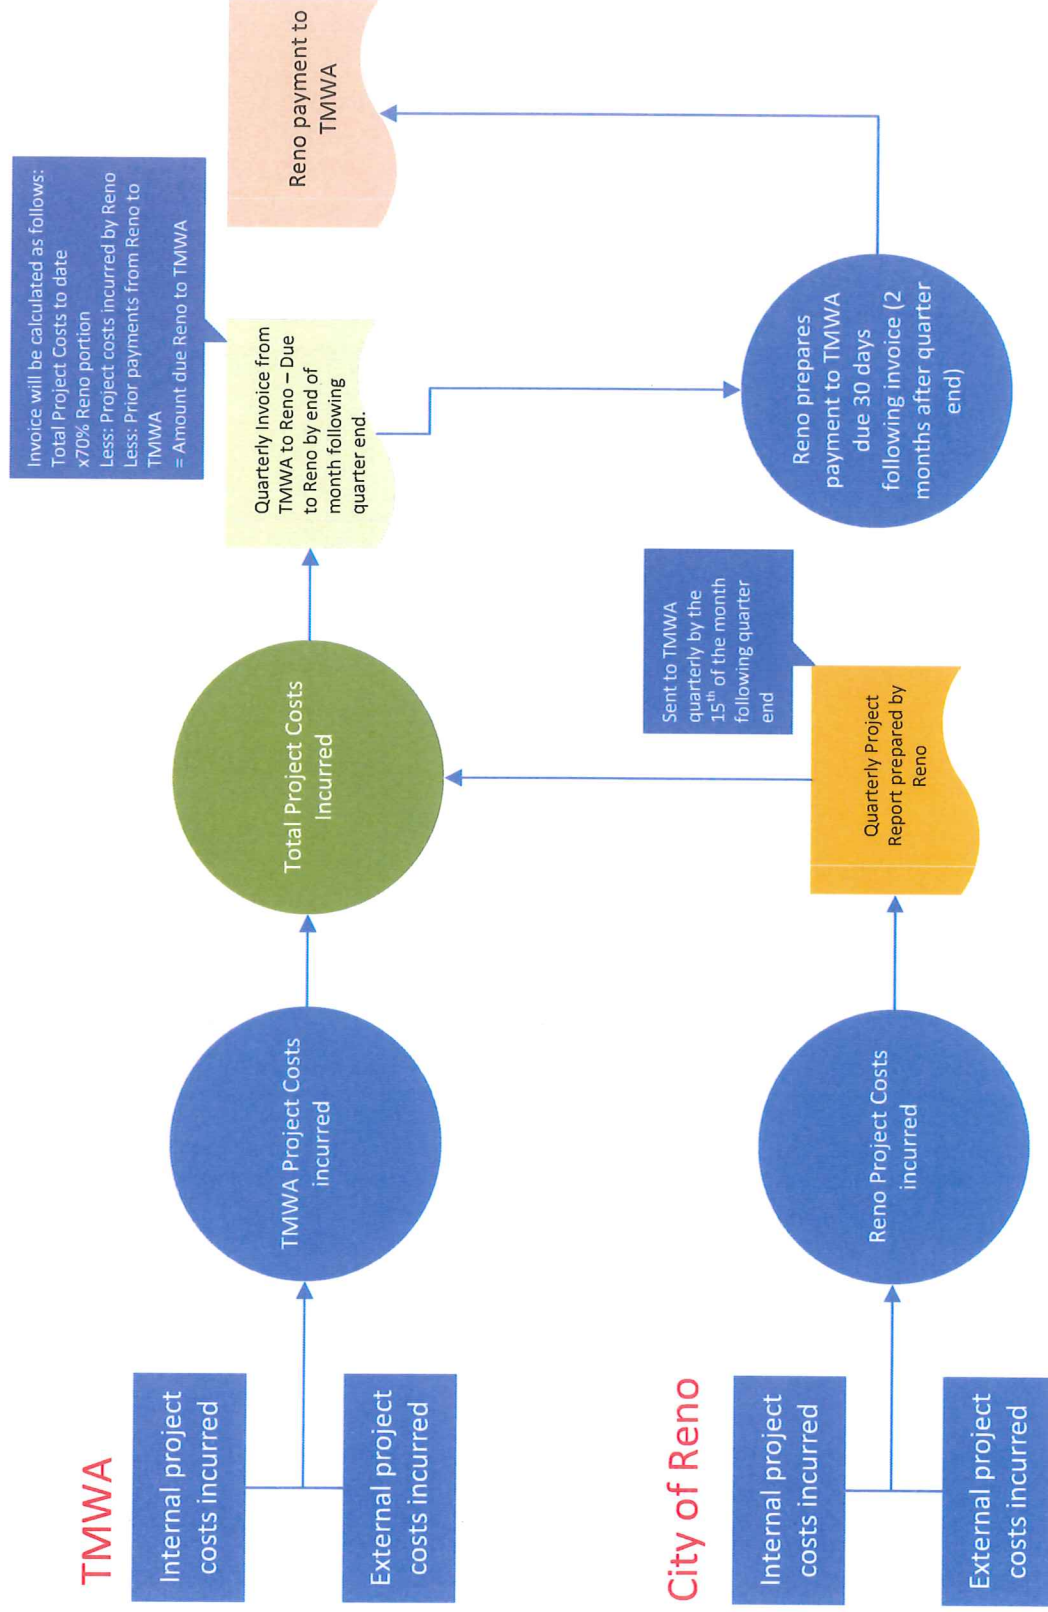 TMWA
Internal project
costs incurred
External project
costs incurred
TMWA Project Costs
incurred
Total Project Costs
Incurred
Invoice will be calculated as follows:
Total Project Costs to date
x70% Reno portion
Less: Project costs incurred by Reno
Less: Prior payments from Reno to
TMWA
= Amount due Reno to TMWA
Quarterly Invoice from
TMWA to Reno – Due
to Reno by end of
month following
quarter end.
Reno payment to
TMWA
City of Reno
Internal project
costs incurred
External project
costs incurred
Reno Project Costs
incurred
Sent to TMWA
quarterly by the
15th of the month
following quarter
end
Quarterly Project
Report prepared by
Reno
Reno prepares
payment to TMWA
due 30 days
following invoice (2
months after quarter
end)